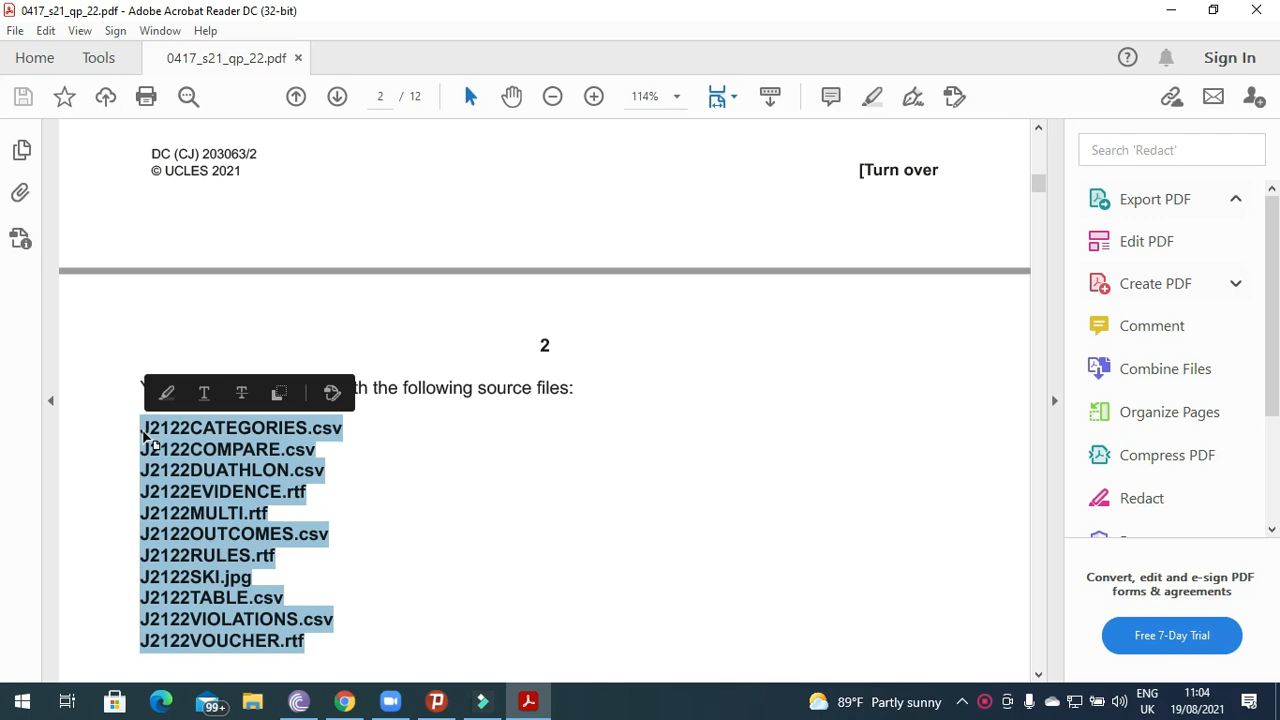 0417_s21_qp_22.pdf - Adobe Acrobat Reader DC (32-bit)
File Edit View Sign Window Help
Home Tools 0417_s21_qp_22.pdf × Sign In
2 / 12 114%
DC (CJ) 203063/2
© UCLES 2021
[Turn over
2
th the following source files:
J2122CATEGORIES.csv
J2122COMPARE.csv
J2122DUATHLON.csv
J2122EVIDENCE.rtf
J2122MULTI.rtf
J2122OUTCOMES.csv
J2122RULES.rtf
J2122SKI.jpg
J2122TABLE.csv
J2122VIOLATIONS.csv
J2122VOUCHER.rtf
Search 'Redact'
Export PDF
Edit PDF
Create PDF
Comment
Combine Files
Organize Pages
Compress PDF
Redact
Convert, edit and e-sign PDF
forms & agreements
Free 7-Day Trial
99+
89°F Partly sunny
ENG
UK
11:04
19/08/2021